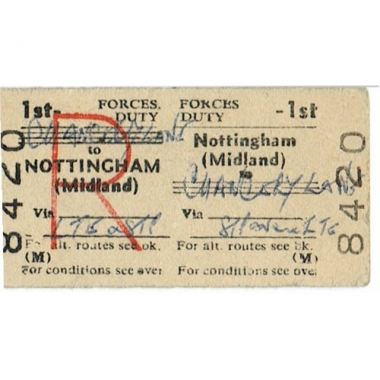 1st-
FORCES.
DUTY
CHANCERY LANE
to
NOTTINGHAM
(Midland)
Via
For alt. routes see bk.
(M)
For conditions see over
R
8420
FORCES
DUTY
-1st
Nottingham
(Midland)
to
CHANCERY LANE
Via
For alt. routes see bk.
(M)
For conditions see over
8420